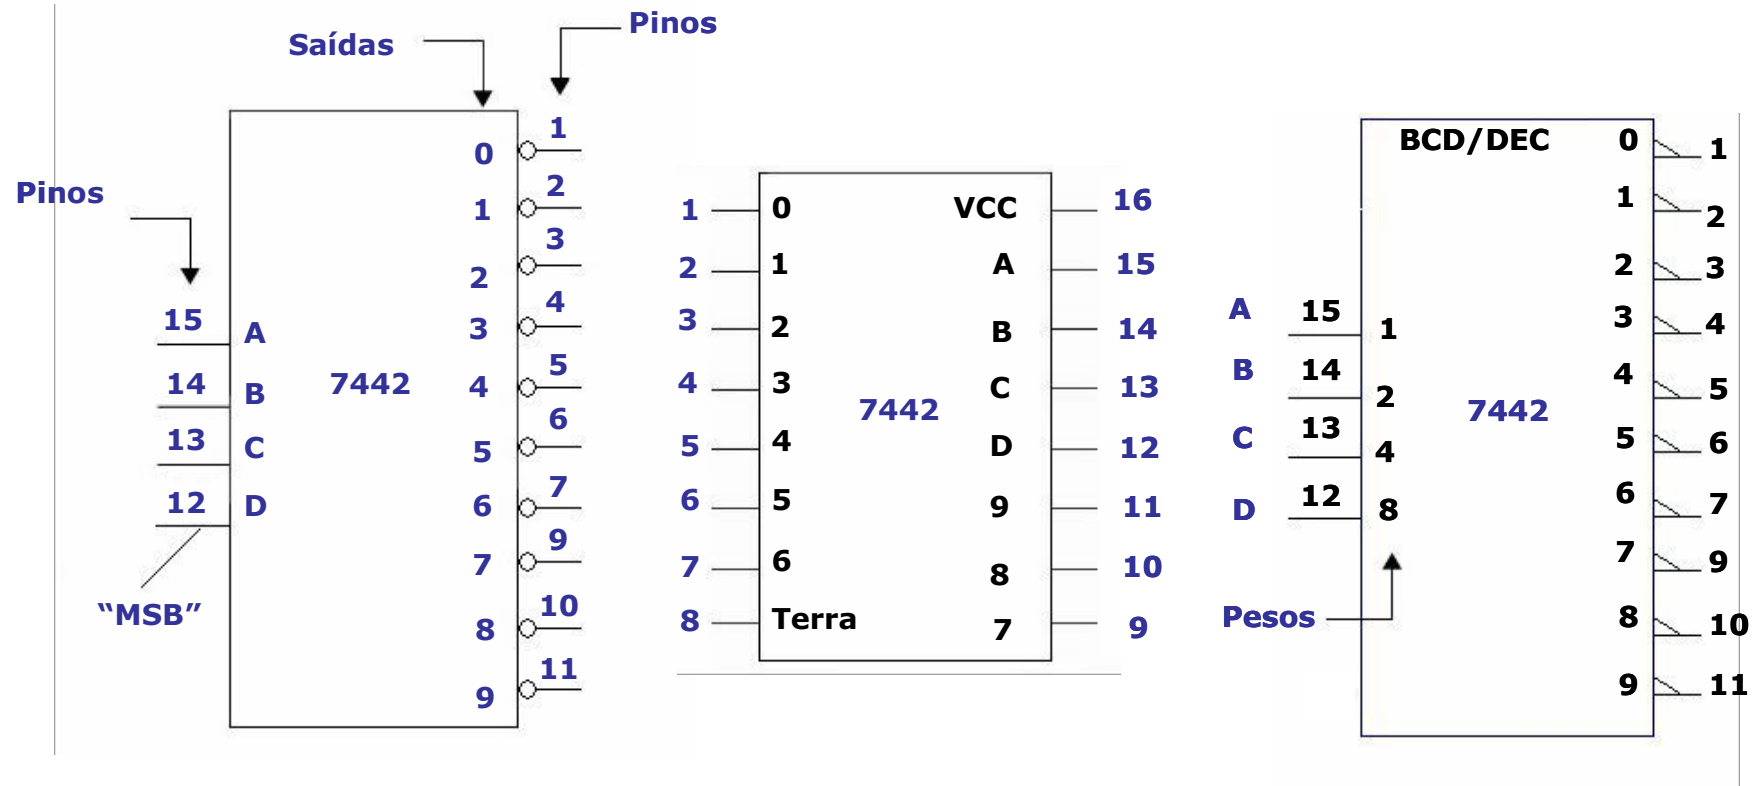 Saídas
Pinos
Pinos
15 A
14 B
13 C
12 D
“MSB”
7442
0 1
1 2
2 3
3 4
4 5
5 6
6 7
7 9
8 10
9 11
1 0 VCC 16
2 1 A 15
3 2 B 14
4 3 C 13
7442
5 4 D 12
6 5 9 11
7 6 8 10
8 Terra 7 9
BCD/DEC
A 15 1
B 14 2
C 13 4
D 12 8
Pesos
7442
0 1
1 2
2 3
3 4
4 5
5 6
6 7
7 9
8 10
9 11